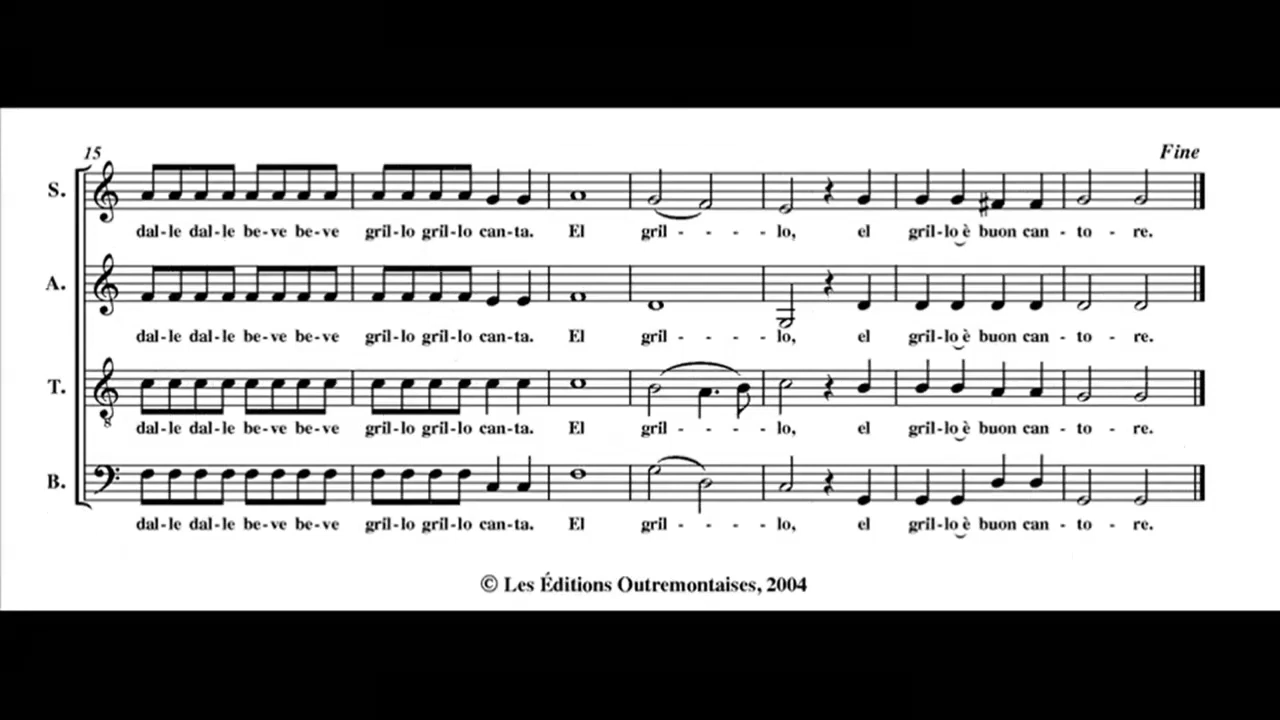 15
Fine
S.
dal-le dal-le be-ve be-ve gril-lo gril-lo can-ta. El gril - - - lo, el gril-lo‿è buon can - to - re.
A.
dal-le dal-le be-ve be-ve gril-lo gril-lo can-ta. El gril - - - lo, el gril-lo‿è buon can - to - re.
T.
8
dal-le dal-le be-ve be-ve gril-lo gril-lo can-ta. El gril - - - lo, el gril-lo‿è buon can - to - re.
B.
dal-le dal-le be-ve be-ve gril-lo gril-lo can-ta. El gril - - - lo, el gril-lo‿è buon can - to - re.
© Les Éditions Outremontaises, 2004